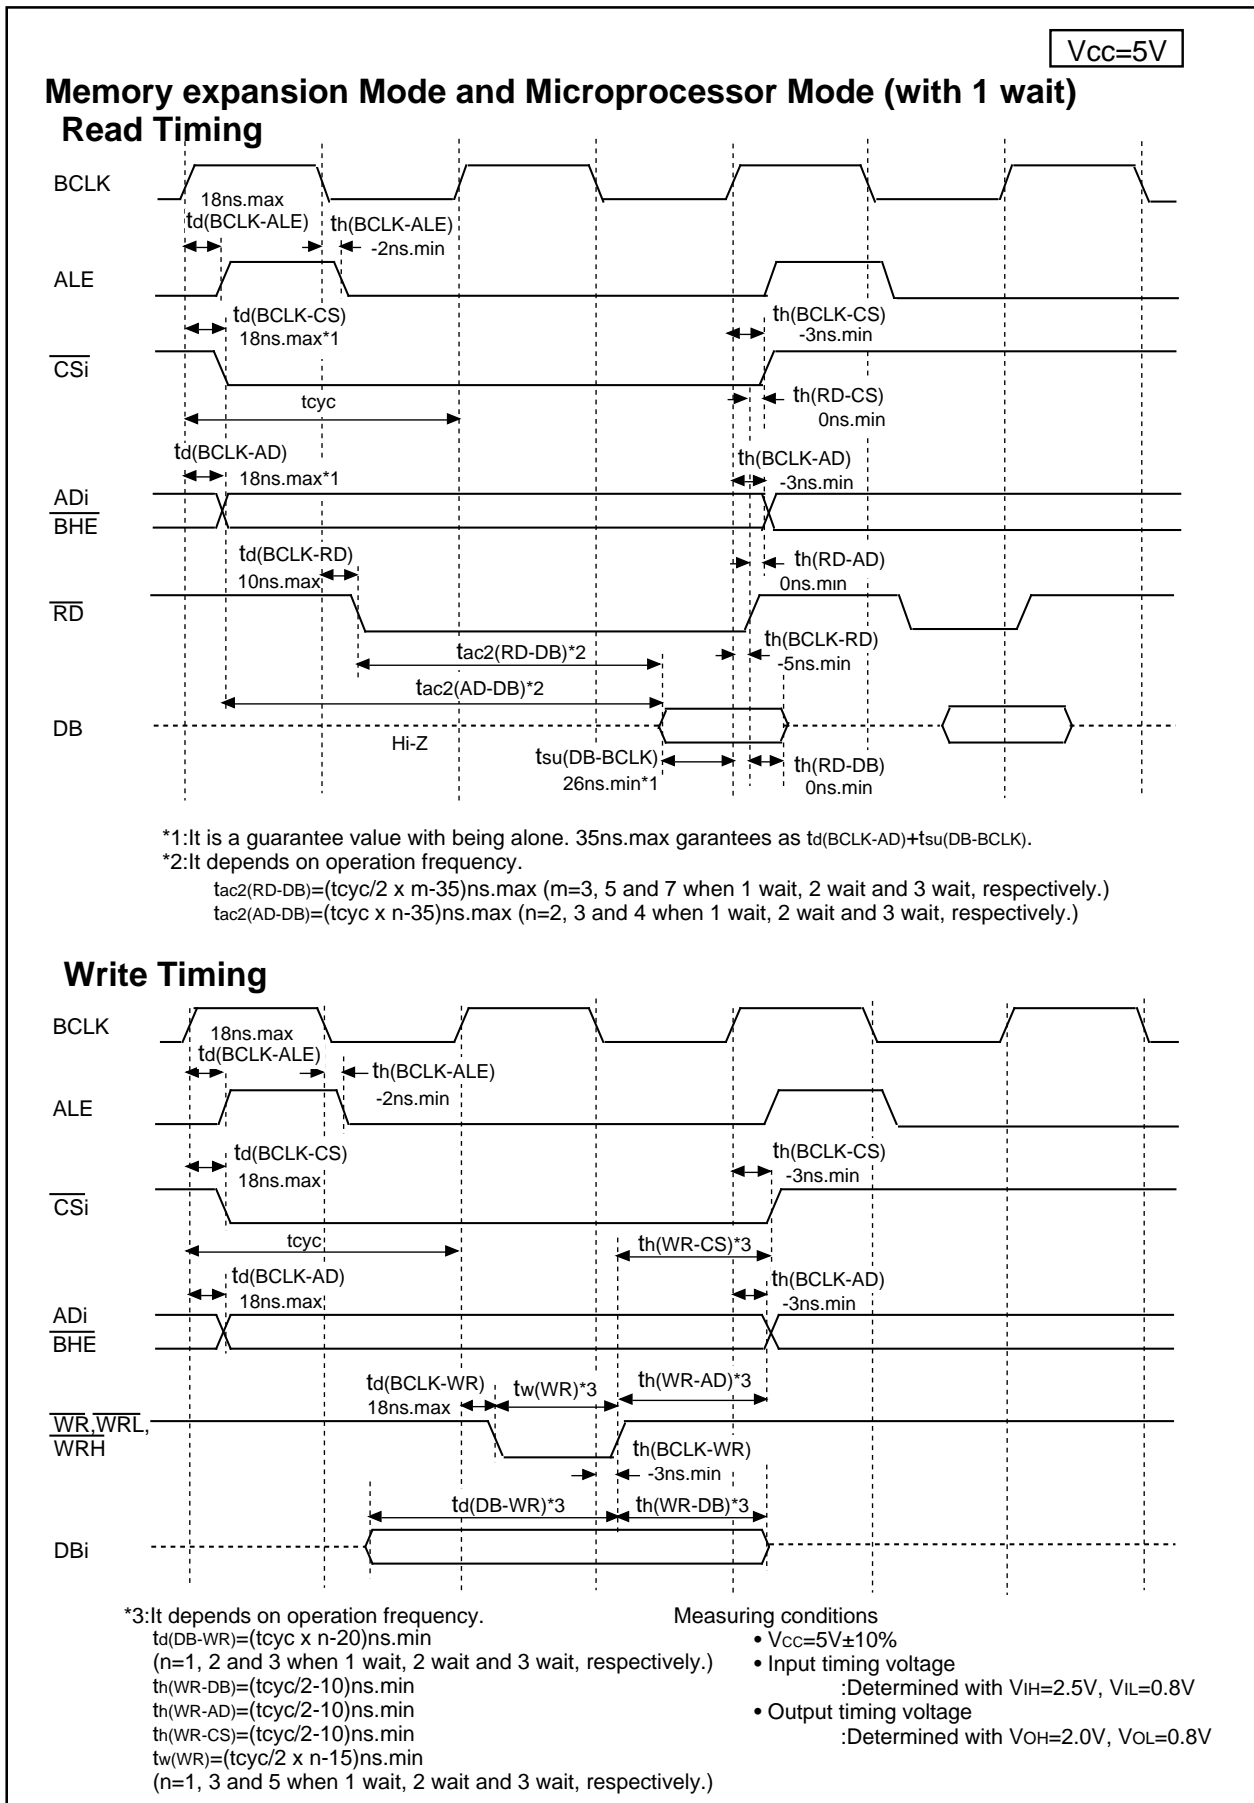 Vcc=5V
Memory expansion Mode and Microprocessor Mode (with 1 wait)
Read Timing
BCLK
18ns.max
td(BCLK-ALE)
th(BCLK-ALE)
-2ns.min
ALE
td(BCLK-CS)
18ns.max*1
th(BCLK-CS)
-3ns.min
CSi
tcyc
th(RD-CS)
0ns.min
td(BCLK-AD)
18ns.max*1
th(BCLK-AD)
-3ns.min
ADi
BHE
td(BCLK-RD)
10ns.max
th(RD-AD)
0ns.min
RD
th(BCLK-RD)
-5ns.min
tac2(RD-DB)*2
tac2(AD-DB)*2
DB
Hi-Z
tsu(DB-BCLK)
26ns.min*1
th(RD-DB)
0ns.min
*1:It is a guarantee value with being alone. 35ns.max garantees as td(BCLK-AD)+tsu(DB-BCLK).
*2:It depends on operation frequency.
tac2(RD-DB)=(tcyc/2 x m-35)ns.max (m=3, 5 and 7 when 1 wait, 2 wait and 3 wait, respectively.)
tac2(AD-DB)=(tcyc x n-35)ns.max (n=2, 3 and 4 when 1 wait, 2 wait and 3 wait, respectively.)
Write Timing
BCLK
18ns.max
td(BCLK-ALE)
th(BCLK-ALE)
-2ns.min
ALE
td(BCLK-CS)
18ns.max
th(BCLK-CS)
-3ns.min
CSi
tcyc
th(WR-CS)*3
td(BCLK-AD)
18ns.max
th(BCLK-AD)
-3ns.min
ADi
BHE
td(BCLK-WR)
18ns.max
tw(WR)*3
th(WR-AD)*3
WR,WRL,
WRH
th(BCLK-WR)
-3ns.min
td(DB-WR)*3
th(WR-DB)*3
DBi
*3:It depends on operation frequency.
td(DB-WR)=(tcyc x n-20)ns.min
(n=1, 2 and 3 when 1 wait, 2 wait and 3 wait, respectively.)
th(WR-DB)=(tcyc/2-10)ns.min
th(WR-AD)=(tcyc/2-10)ns.min
th(WR-CS)=(tcyc/2-10)ns.min
tw(WR)=(tcyc/2 x n-15)ns.min
(n=1, 3 and 5 when 1 wait, 2 wait and 3 wait, respectively.)
Measuring conditions
• VCC=5V±10%
• Input timing voltage
:Determined with VIH=2.5V, VIL=0.8V
• Output timing voltage
:Determined with VOH=2.0V, VOL=0.8V